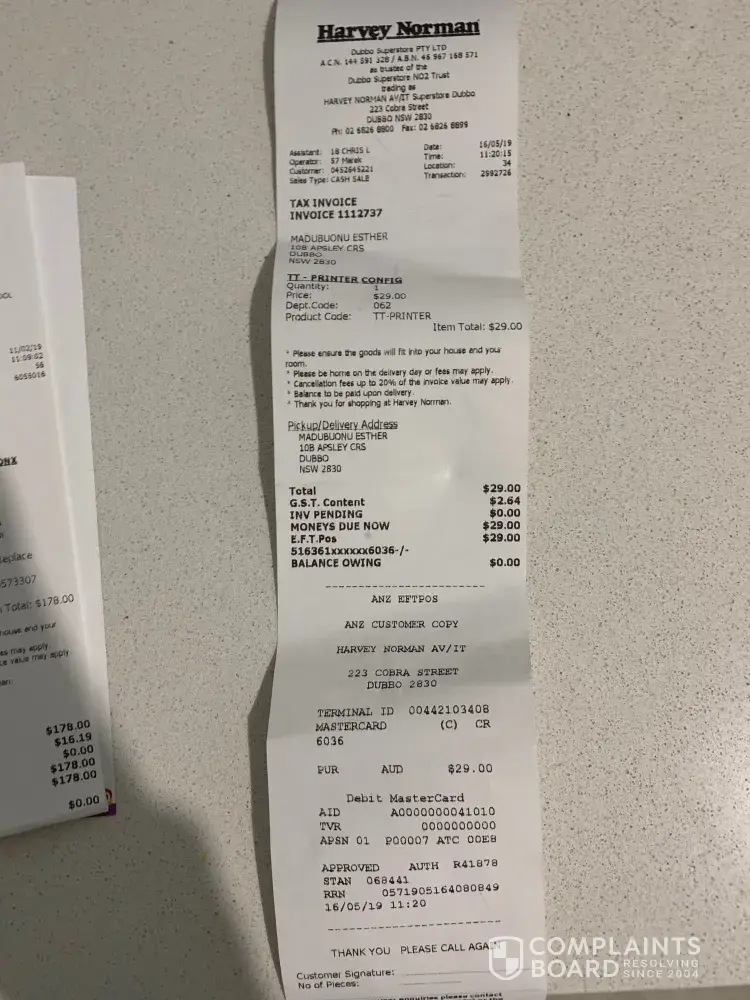 Harvey Norman
Dubbo Superstore PTY LTD
A.C.N. 144 591 328 / A.B.N. 46 967 168 571
as trustee of the
Dubbo Superstore NO2 Trust
trading as
HARVEY NORMAN AV/IT Superstore Dubbo
223 Cobra Street
DUBBO NSW 2830
Ph: 02 6826 8800 Fax: 02 6826 8899
Assistant: 18 CHRIS L Date: 16/05/19
Operator: 57 Marek Time: 11:20:15
Customer: 0452645221 Location: 34
Sales Type: CASH SALE Transaction: 2992726
TAX INVOICE
INVOICE 1112737
MADUBUONU ESTHER
10B APSLEY CRS
DUBBO
NSW 2830
TT - PRINTER CONFIG
Quantity: 1
Price: $29.00
Dept.Code: 062
Product Code: TT-PRINTER
Item Total: $29.00
* Please ensure the goods will fit into your house and your
room.
* Please be home on the delivery day or fees may apply.
* Cancellation fees up to 20% of the invoice value may apply.
* Balance to be paid upon delivery.
* Thank you for shopping at Harvey Norman.
Pickup/Delivery Address
MADUBUONU ESTHER
10B APSLEY CRS
DUBBO
NSW 2830
Total $29.00
G.S.T. Content $2.64
INV PENDING $0.00
MONEYS DUE NOW $29.00
E.F.T.Pos $29.00
516361xxxxxx6036-/-
BALANCE OWING $0.00
--------------------------
ANZ EFTPOS
ANZ CUSTOMER COPY
HARVEY NORMAN AV/IT
223 COBRA STREET
DUBBO 2830
TERMINAL ID 00442103408
MASTERCARD (C) CR
6036
PUR AUD $29.00
Debit MasterCard
AID A0000000041010
TVR 0000000000
APSN 01 P00007 ATC 00E8
APPROVED AUTH R41878
STAN 068441
RRN 0571905164080849
16/05/19 11:20
--------------------------
THANK YOU PLEASE CALL AGAIN
Customer Signature:
No of Pieces:
enquiries please contact
11/02/19
11:09:02
56
6055016
eplace
573307
Total: $178.00
house and your
es may apply.
ce value may apply
an.
$178.00
$16.19
$0.00
$178.00
$178.00
$0.00
COMPLAINTS
BOARD RESOLVING
SINCE 2004